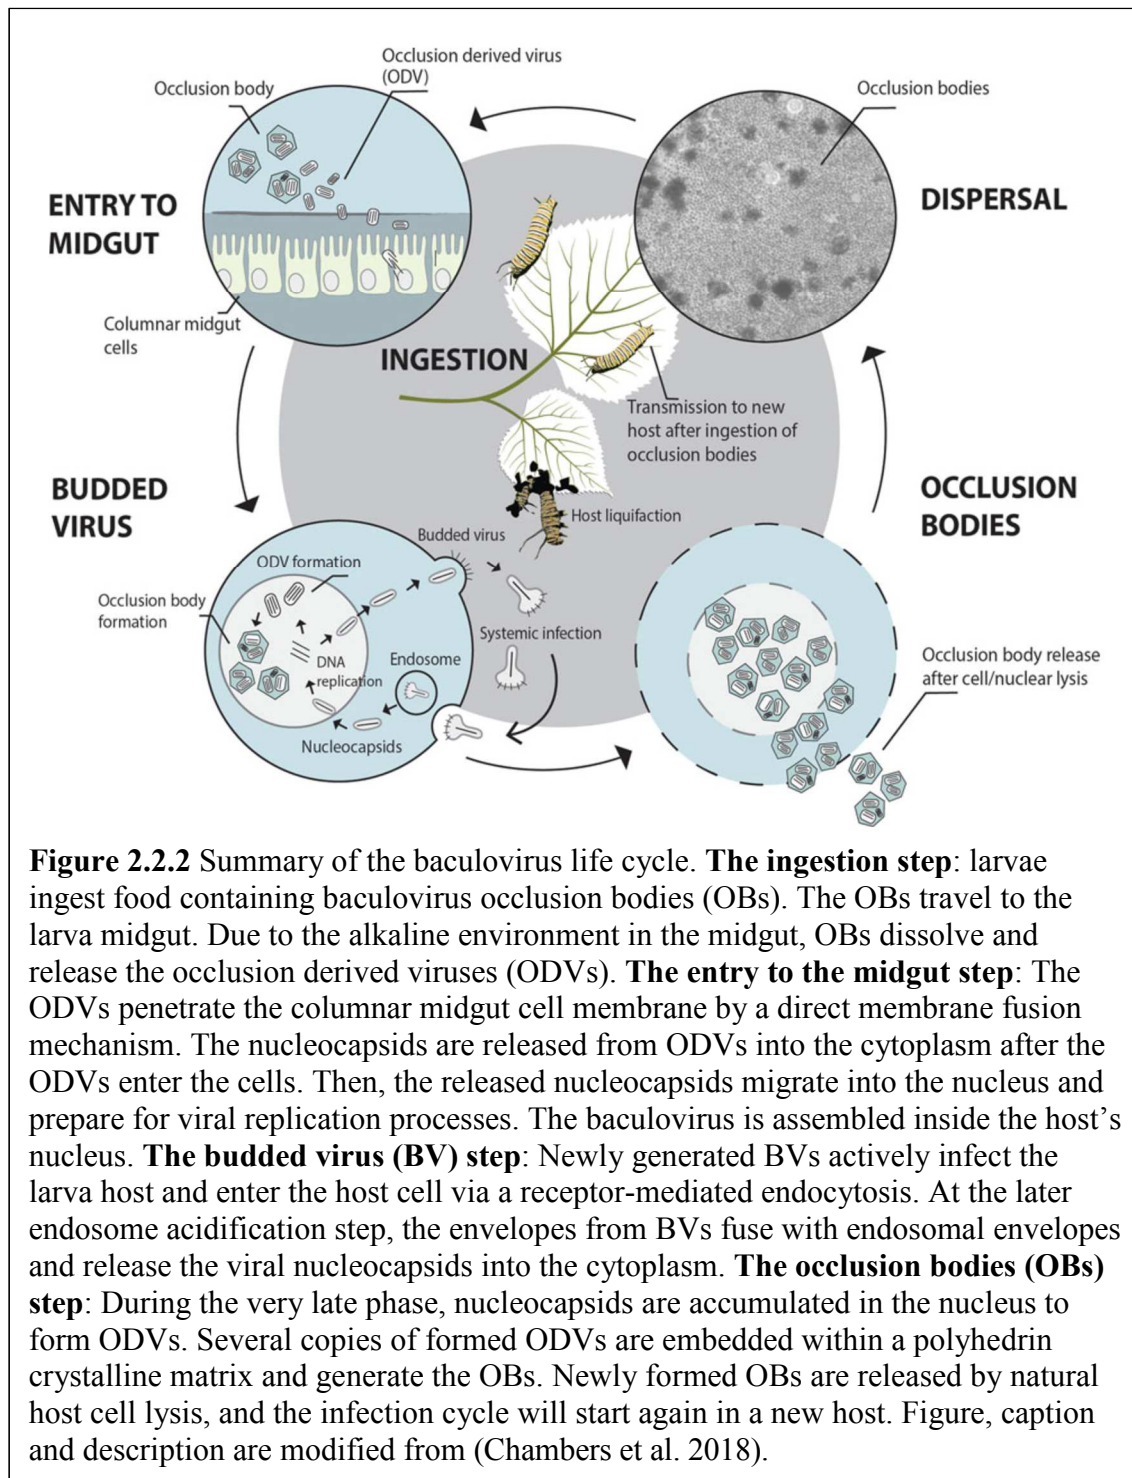 Occlusion derived virus
(ODV)
Occlusion body
Occlusion bodies
ENTRY TO
MIDGUT
DISPERSAL
Columnar midgut
cells
INGESTION
Transmission to new
host after ingestion of
occlusion bodies
BUDDED
VIRUS
OCCLUSION
BODIES
Host liquifaction
Budded virus
ODV formation
Occlusion body
formation
Systemic infection
DNA
replication
Endosome
Nucleocapsids
Occlusion body release
after cell/nuclear lysis
Figure 2.2.2 Summary of the baculovirus life cycle. The ingestion step: larvae
ingest food containing baculovirus occlusion bodies (OBs). The OBs travel to the
larva midgut. Due to the alkaline environment in the midgut, OBs dissolve and
release the occlusion derived viruses (ODVs). The entry to the midgut step: The
ODVs penetrate the columnar midgut cell membrane by a direct membrane fusion
mechanism. The nucleocapsids are released from ODVs into the cytoplasm after the
ODVs enter the cells. Then, the released nucleocapsids migrate into the nucleus and
prepare for viral replication processes. The baculovirus is assembled inside the host’s
nucleus. The budded virus (BV) step: Newly generated BVs actively infect the
larva host and enter the host cell via a receptor-mediated endocytosis. At the later
endosome acidification step, the envelopes from BVs fuse with endosomal envelopes
and release the viral nucleocapsids into the cytoplasm. The occlusion bodies (OBs)
step: During the very late phase, nucleocapsids are accumulated in the nucleus to
form ODVs. Several copies of formed ODVs are embedded within a polyhedrin
crystalline matrix and generate the OBs. Newly formed OBs are released by natural
host cell lysis, and the infection cycle will start again in a new host. Figure, caption
and description are modified from (Chambers et al. 2018).